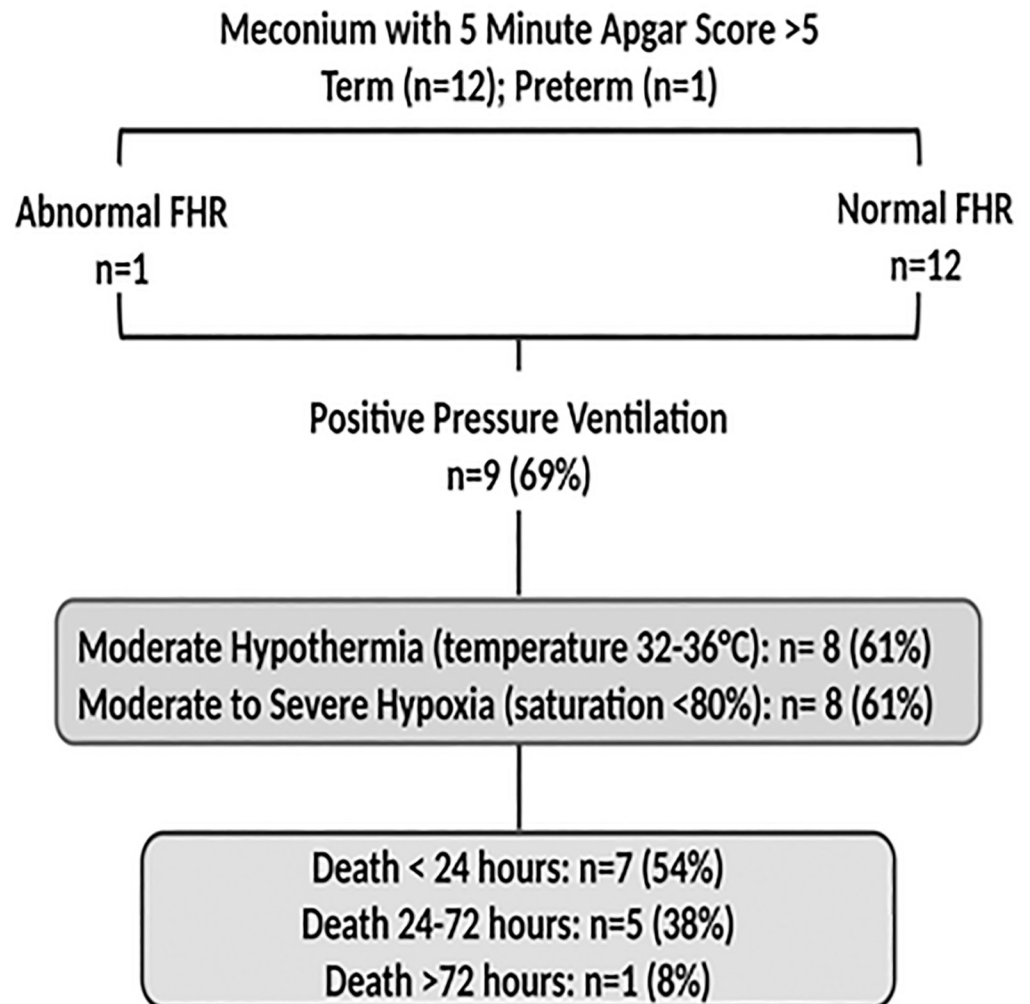 Meconium with 5 Minute Apgar Score >5
Term (n=12); Preterm (n=1)
Abnormal FHR
n=1
Normal FHR
n=12
Positive Pressure Ventilation
n=9 (69%)
Moderate Hypothermia (temperature 32-36°C): n= 8 (61%)
Moderate to Severe Hypoxia (saturation <80%): n= 8 (61%)
Death < 24 hours: n=7 (54%)
Death 24-72 hours: n=5 (38%)
Death >72 hours: n=1 (8%)